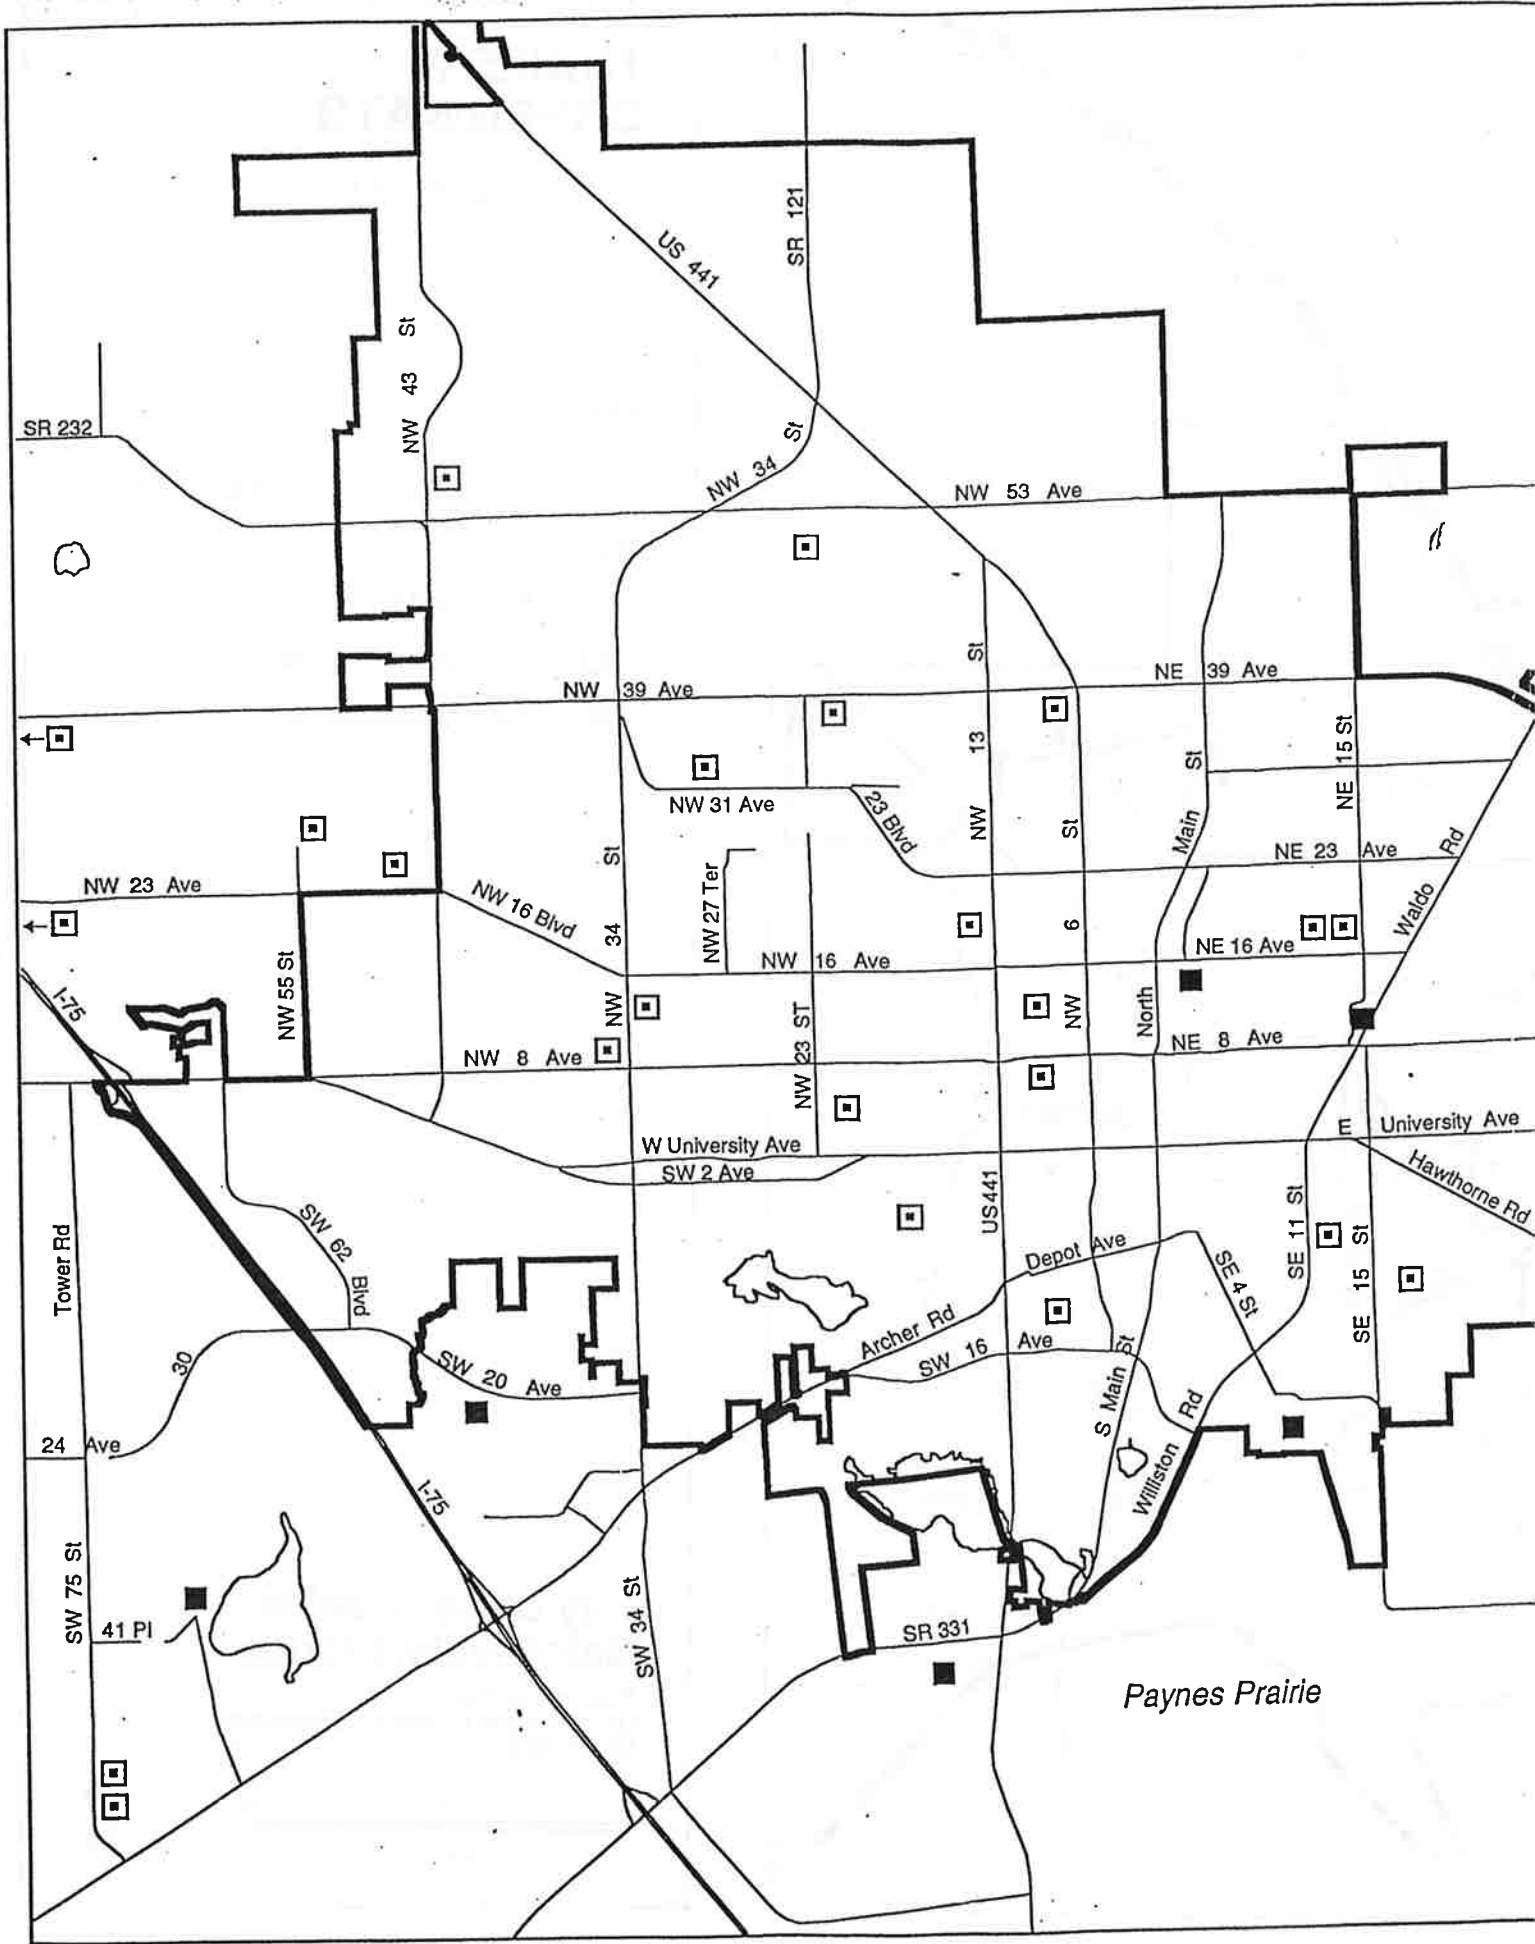 SR 121
US 441
NW 43 St
SR 232
NW 34 St
NW 53 Ave
St
NE 39 Ave
NW 39 Ave
13
St
NE 15 St
NW 31 Ave
23 Blvd
NW
St
Main
Rd
St
NE 23 Ave
NW 23 Ave
NW 16 Blvd
NW 27 Ter
Waldo
34
6
NE 16 Ave
NW 16 Ave
I-75
NW 55 St
NW
NW 23 ST
NW
North
NE 8 Ave
NW 8 Ave
E University Ave
W University Ave
SW 2 Ave
Hawthorne Rd
US441
SE 11 St
SW 62 Blvd
Tower Rd
Depot Ave
SE 4 St
SE 15 St
Archer Rd
30
SW 16 Ave
SW 20 Ave
S Main St
24 Ave
Williston Rd
I-75
SW 75 St
SW 34 St
41 Pl
SR 331
Paynes Prairie